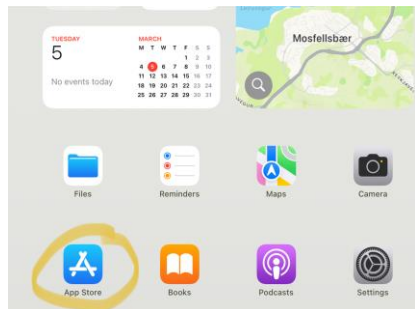 TUESDAY
5
No events today
MARCH
M T W T F S S
1 2 3
4 5 6 7 8 9 10
11 12 13 14 15 16 17
18 19 20 21 22 23 24
25 26 27 28 29 30 31
Mosfellsbær
Files
Reminders
Maps
Camera
App Store
Books
Podcasts
Settings